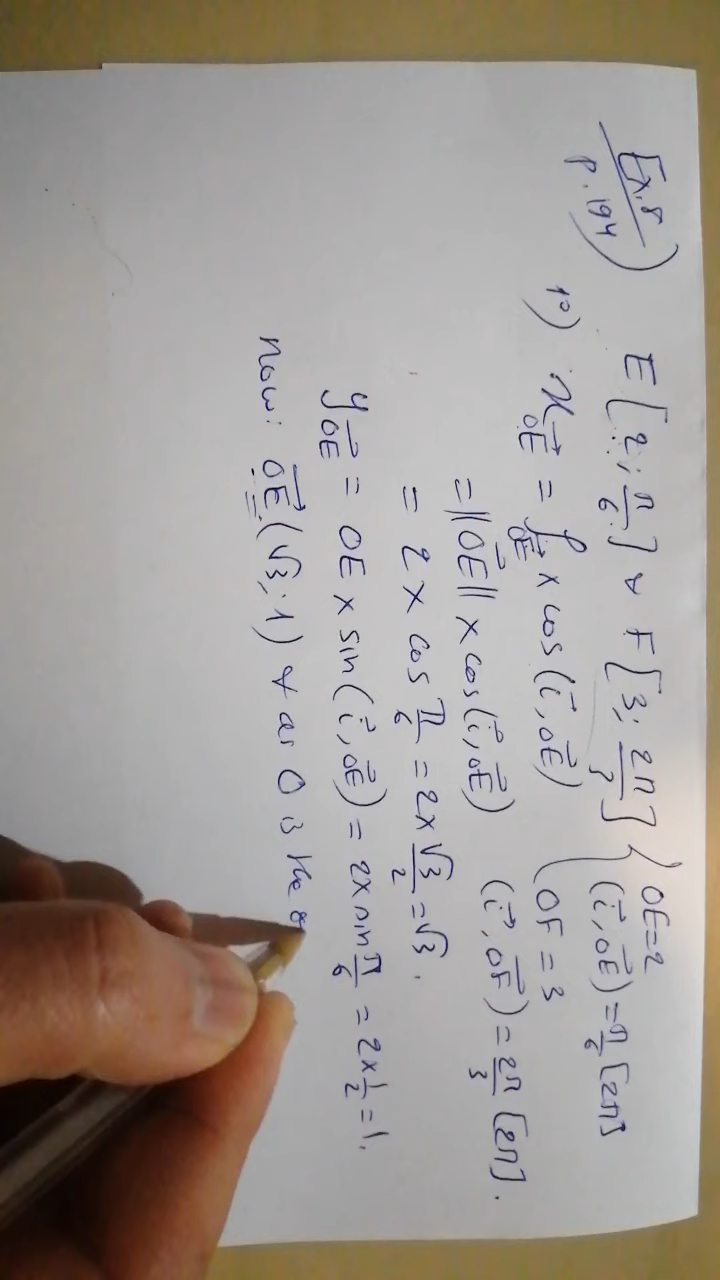 Ex.8
p.194
E[2; π/6] & F[3; 2π/3] { OE=2
(i⃗, OE⃗) = π/6 [2π]
OF = 3
(i⃗, OF⃗) = 2π/3 [2π].
1°) x_OE⃗ = ρ_OE⃗ × cos(i⃗, OE⃗)
= ||OE⃗|| × cos(i⃗, OE⃗)
= 2 × cos π/6 = 2 × √3/2 = √3.
y_OE⃗ = OE × sin(i⃗, OE⃗) = 2 × sin π/6 = 2 × 1/2 = 1.
now: OE⃗(√3; 1) & as O is the